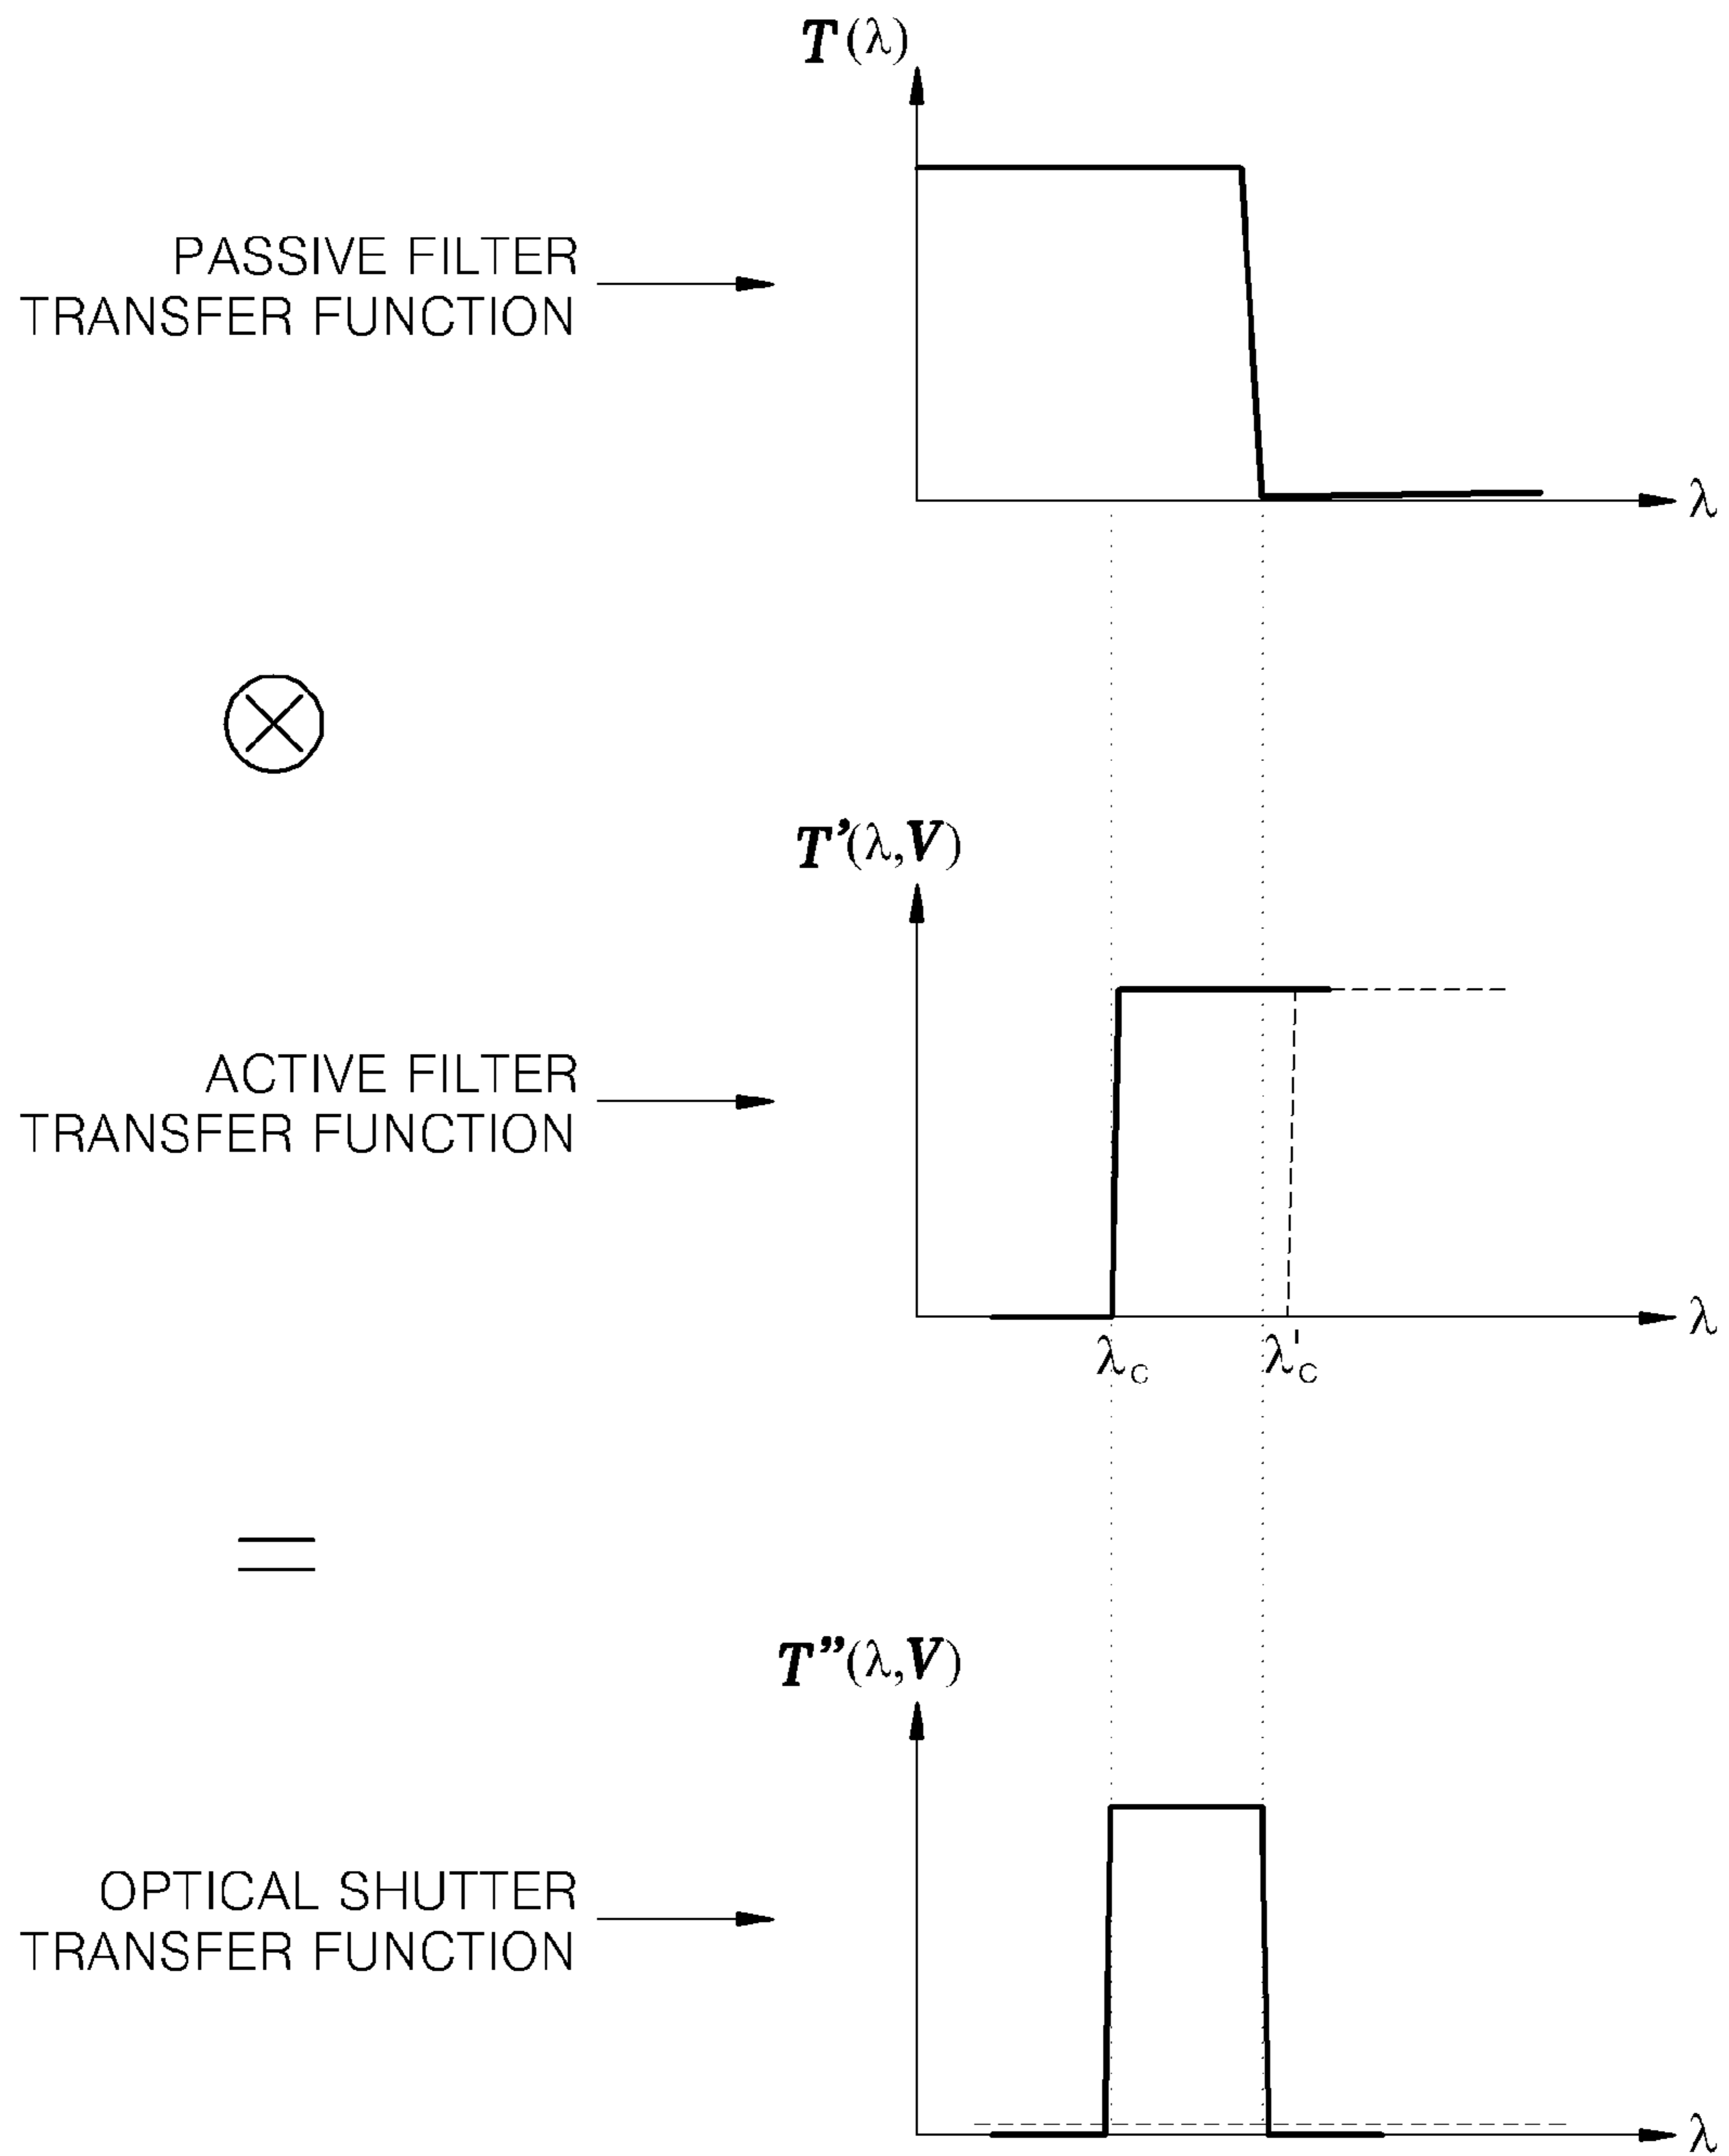 T(λ)
PASSIVE FILTER
TRANSFER FUNCTION
λ
T’(λ,V)
ACTIVE FILTER
TRANSFER FUNCTION
λ
λC
λ'C
T”(λ,V)
OPTICAL SHUTTER
TRANSFER FUNCTION
λ